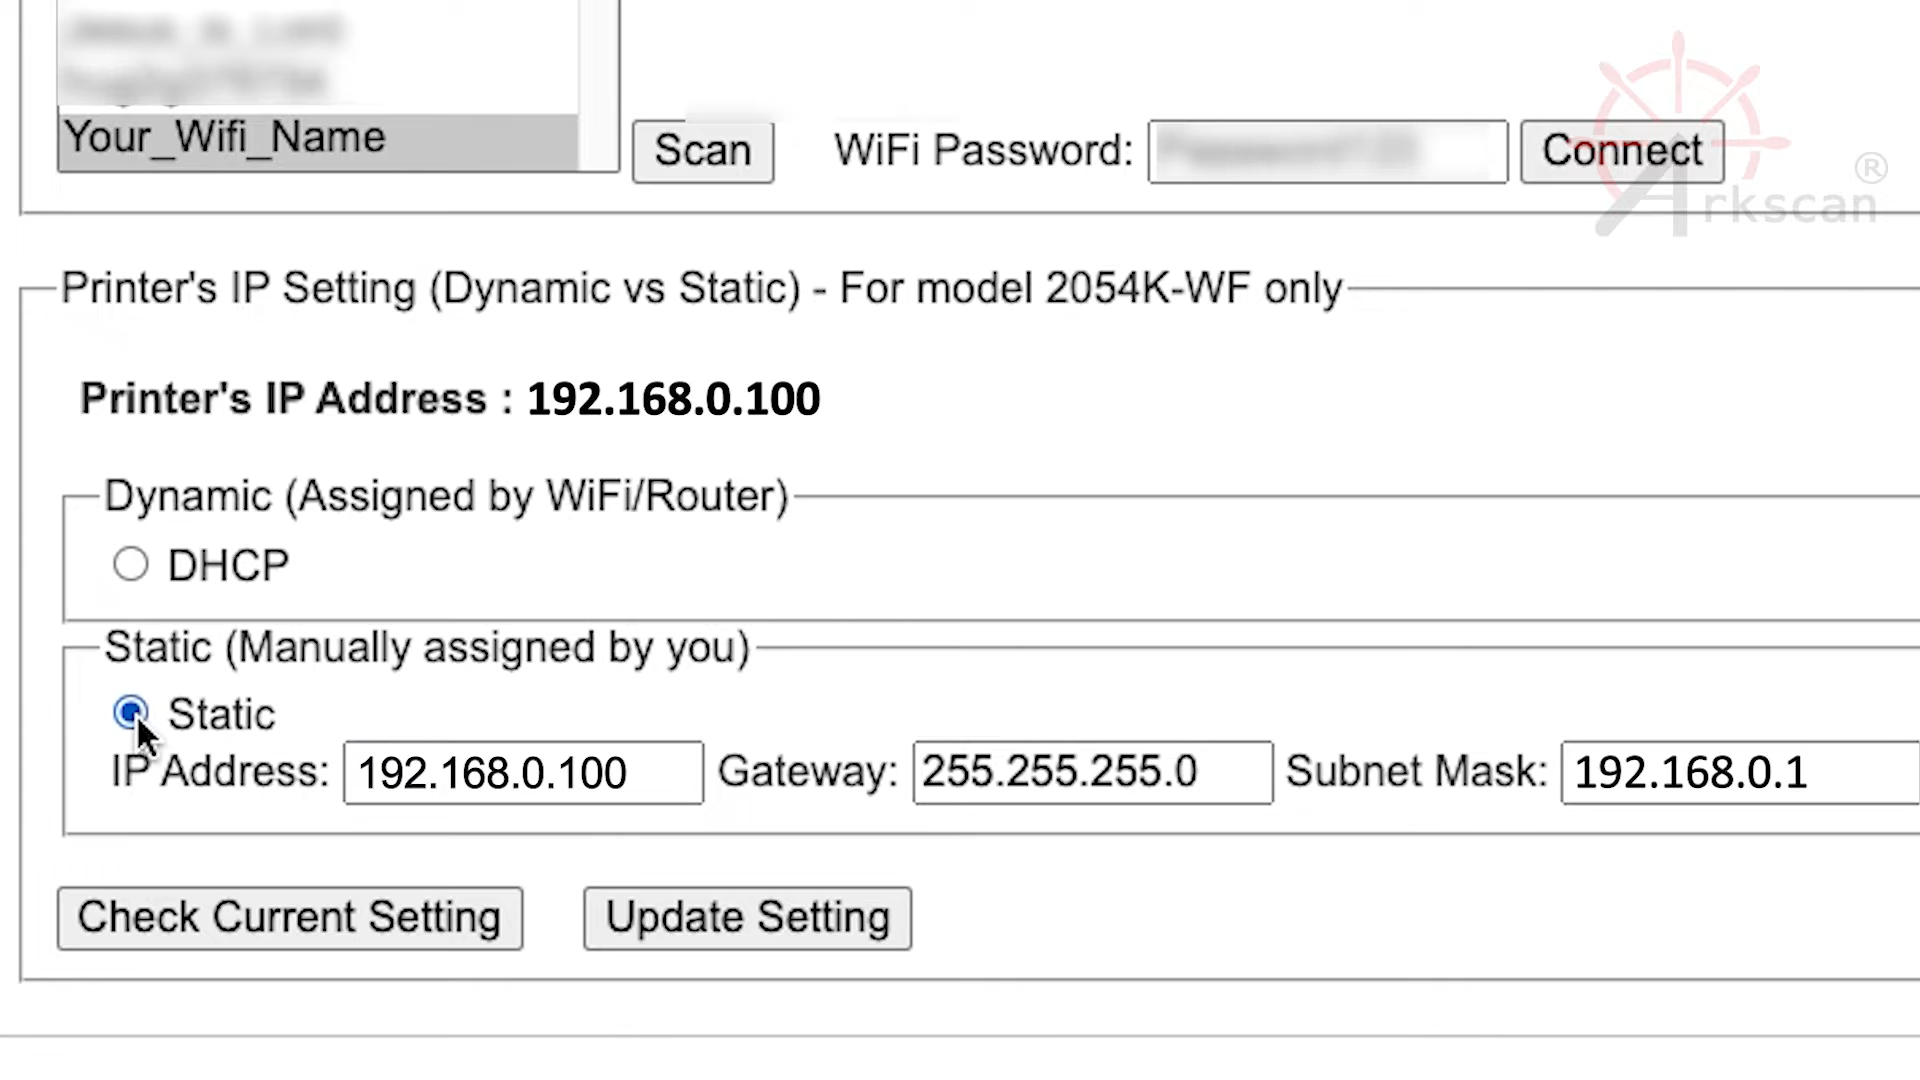 Your_Wifi_Name
Scan WiFi Password: Connect
Arkscan ®
Printer's IP Setting (Dynamic vs Static) - For model 2054K-WF only
Printer's IP Address : 192.168.0.100
Dynamic (Assigned by WiFi/Router)
DHCP
Static (Manually assigned by you)
Static
IP Address: 192.168.0.100 Gateway: 255.255.255.0 Subnet Mask: 192.168.0.1
Check Current Setting Update Setting